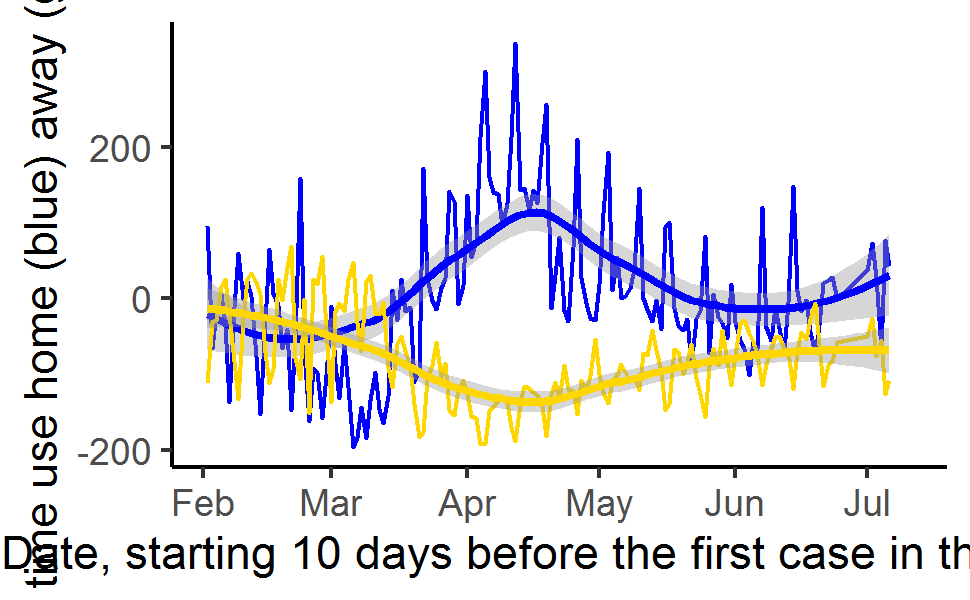 time use home (blue) away (
200
0
-200
Feb Mar Apr May Jun Jul
Date, starting 10 days before the first case in th